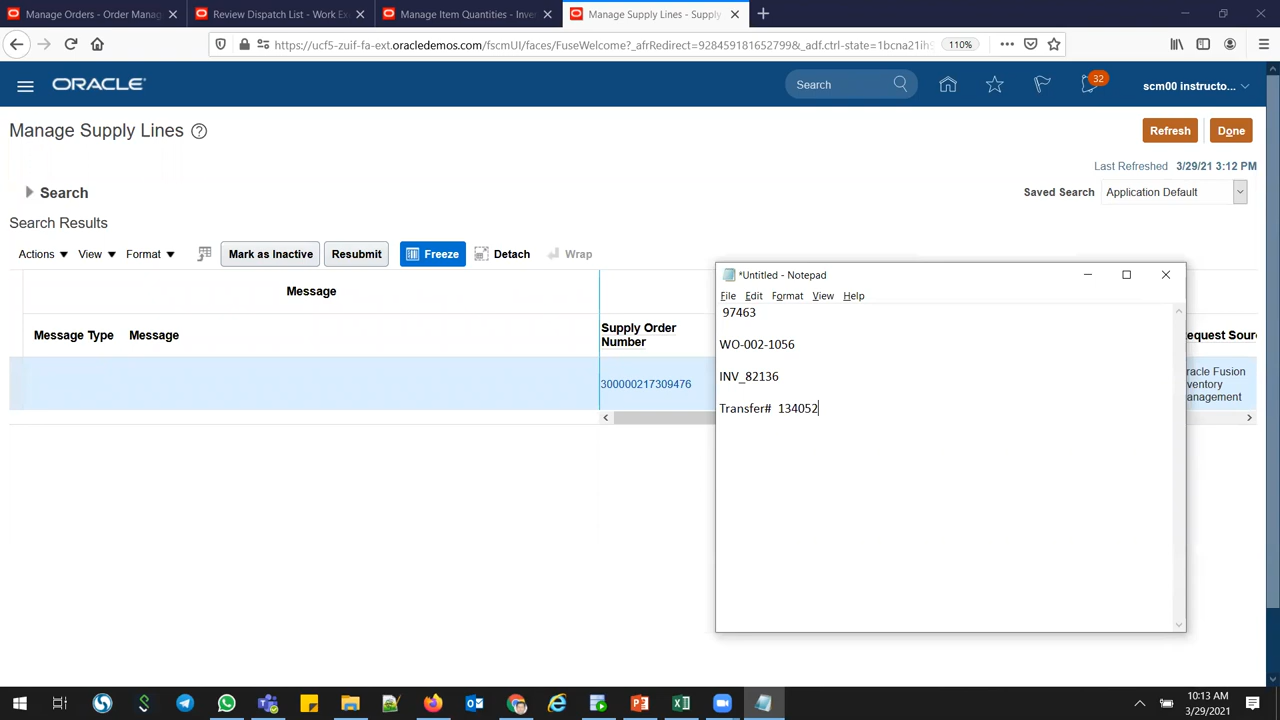 Manage Orders - Order Manag
Review Dispatch List - Work Ex
Manage Item Quantities - Inver
Manage Supply Lines - Supply
https://ucf5-zuif-fa-ext.oracledemos.com/fscmUI/faces/FuseWelcome?_afrRedirect=928459181652799&_adf.ctrl-state=1bcna21ih9
110%
ORACLE
Search
32
scm00 instructo...
Manage Supply Lines
Refresh
Done
Last Refreshed 3/29/21 3:12 PM
Search
Saved Search Application Default
Search Results
Actions View Format Mark as Inactive Resubmit Freeze Detach Wrap
Message
Message Type Message
Supply Order
Number
300000217309476
equest Sourc
racle Fusion
ventory
anagement
*Untitled - Notepad
File Edit Format View Help
97463
WO-002-1056
INV_82136
Transfer# 134052
10:13 AM
3/29/2021